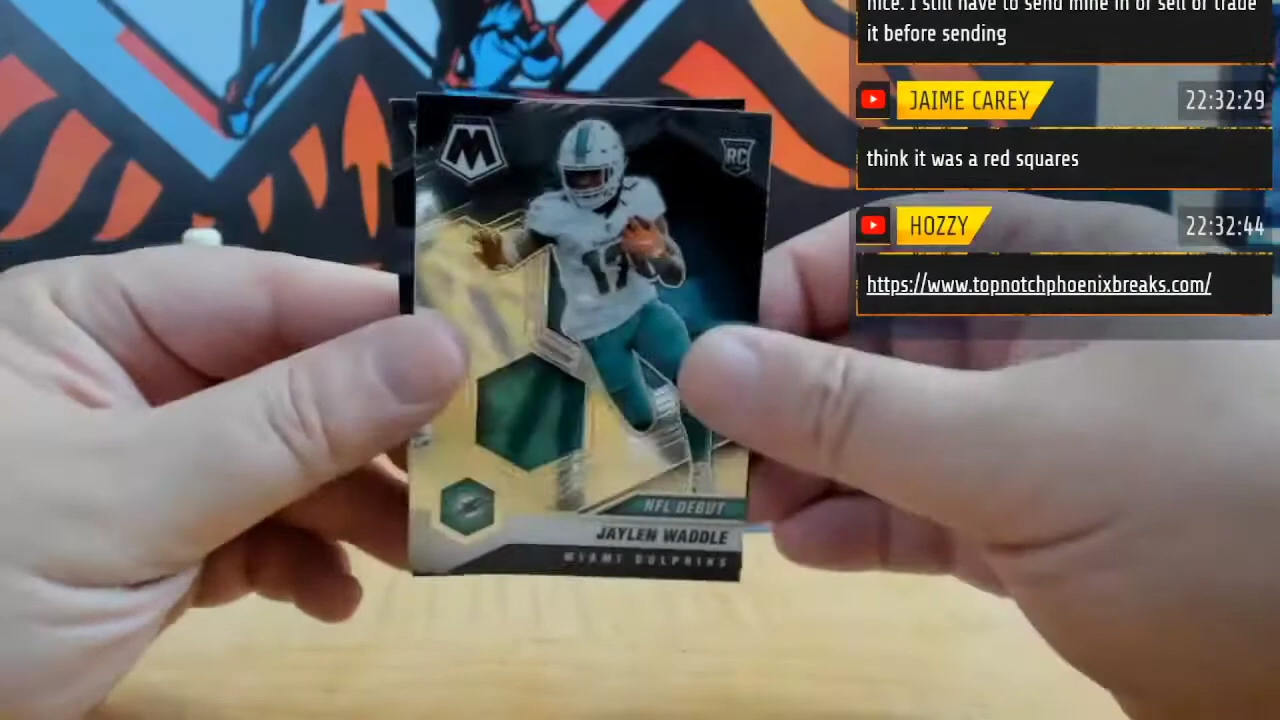 nice. I still have to send mine in or sell or trade
it before sending
JAIME CAREY
22:32:29
think it was a red squares
HOZZY
22:32:44
https://www.topnotchphoenixbreaks.com/
M
RC
17
NFL DEBUT
JAYLEN WADDLE
MIAMI DOLPHINS